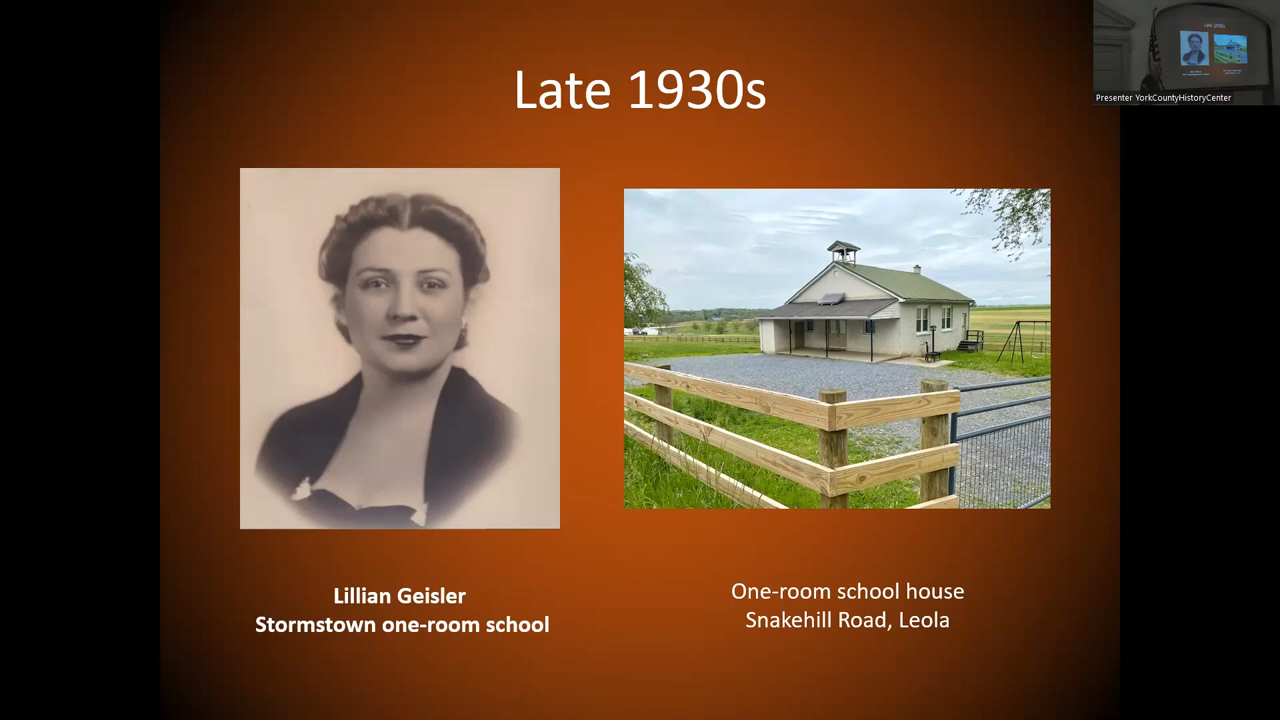 Late 1930s
Presenter YorkCountyHistoryCenter
Lillian Geisler
Stormstown one-room school
One-room school house
Snakehill Road, Leola